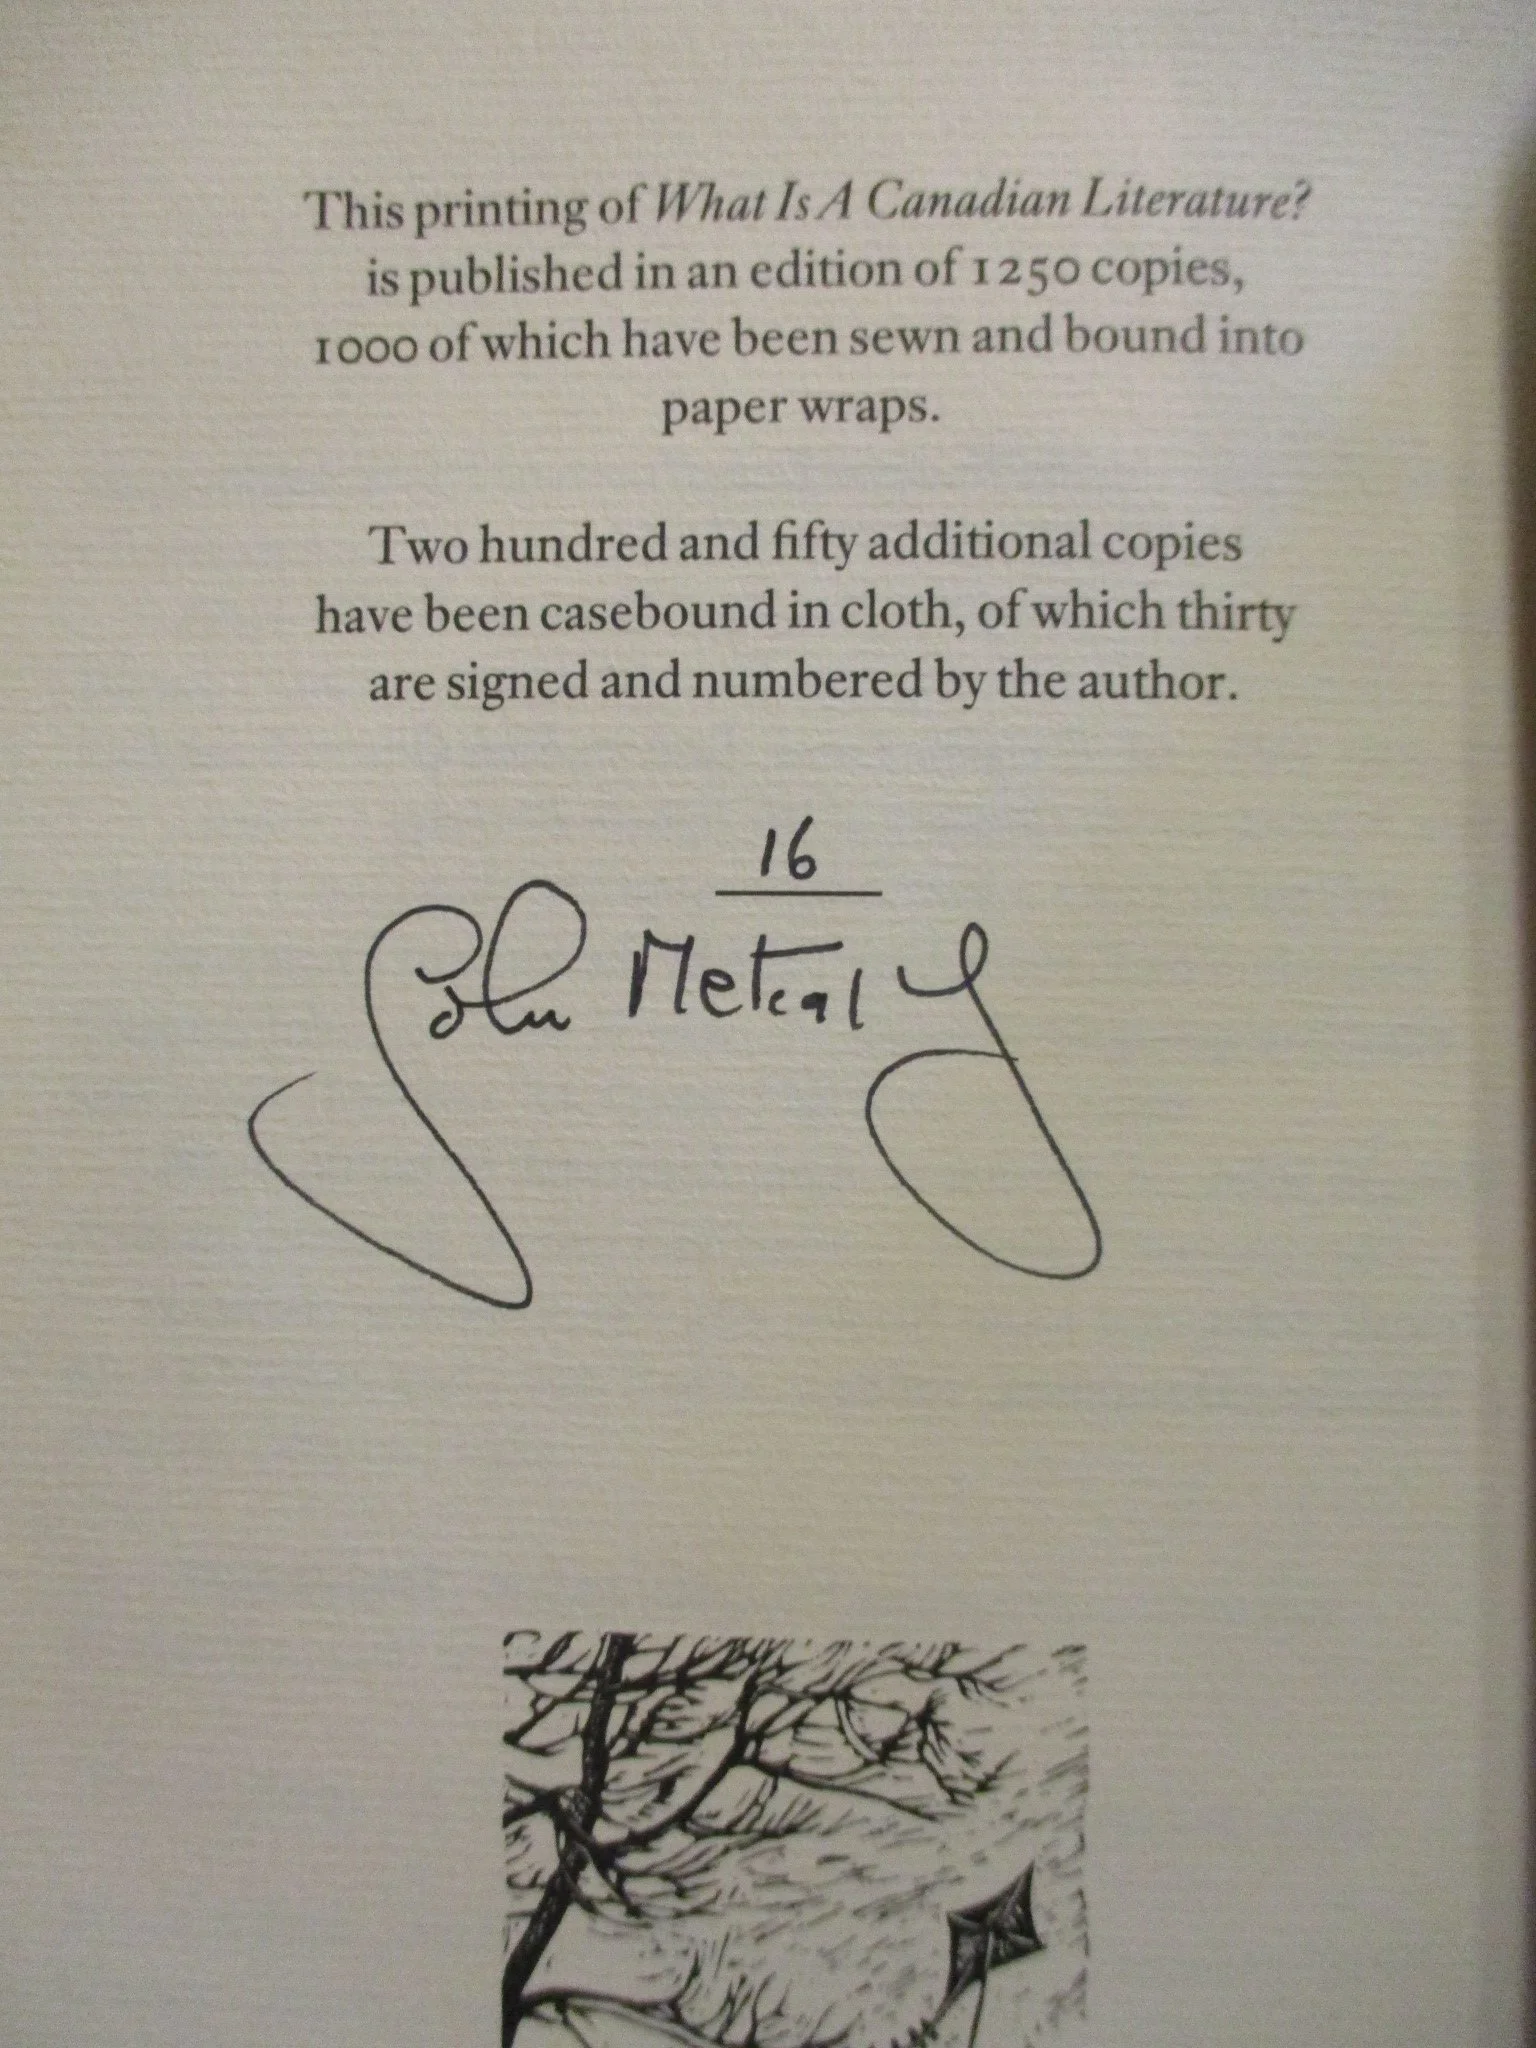 This printing of What Is A Canadian Literature?
is published in an edition of 1250 copies,
1000 of which have been sewn and bound into
paper wraps.
Two hundred and fifty additional copies
have been casebound in cloth, of which thirty
are signed and numbered by the author.
16
John Metcalf